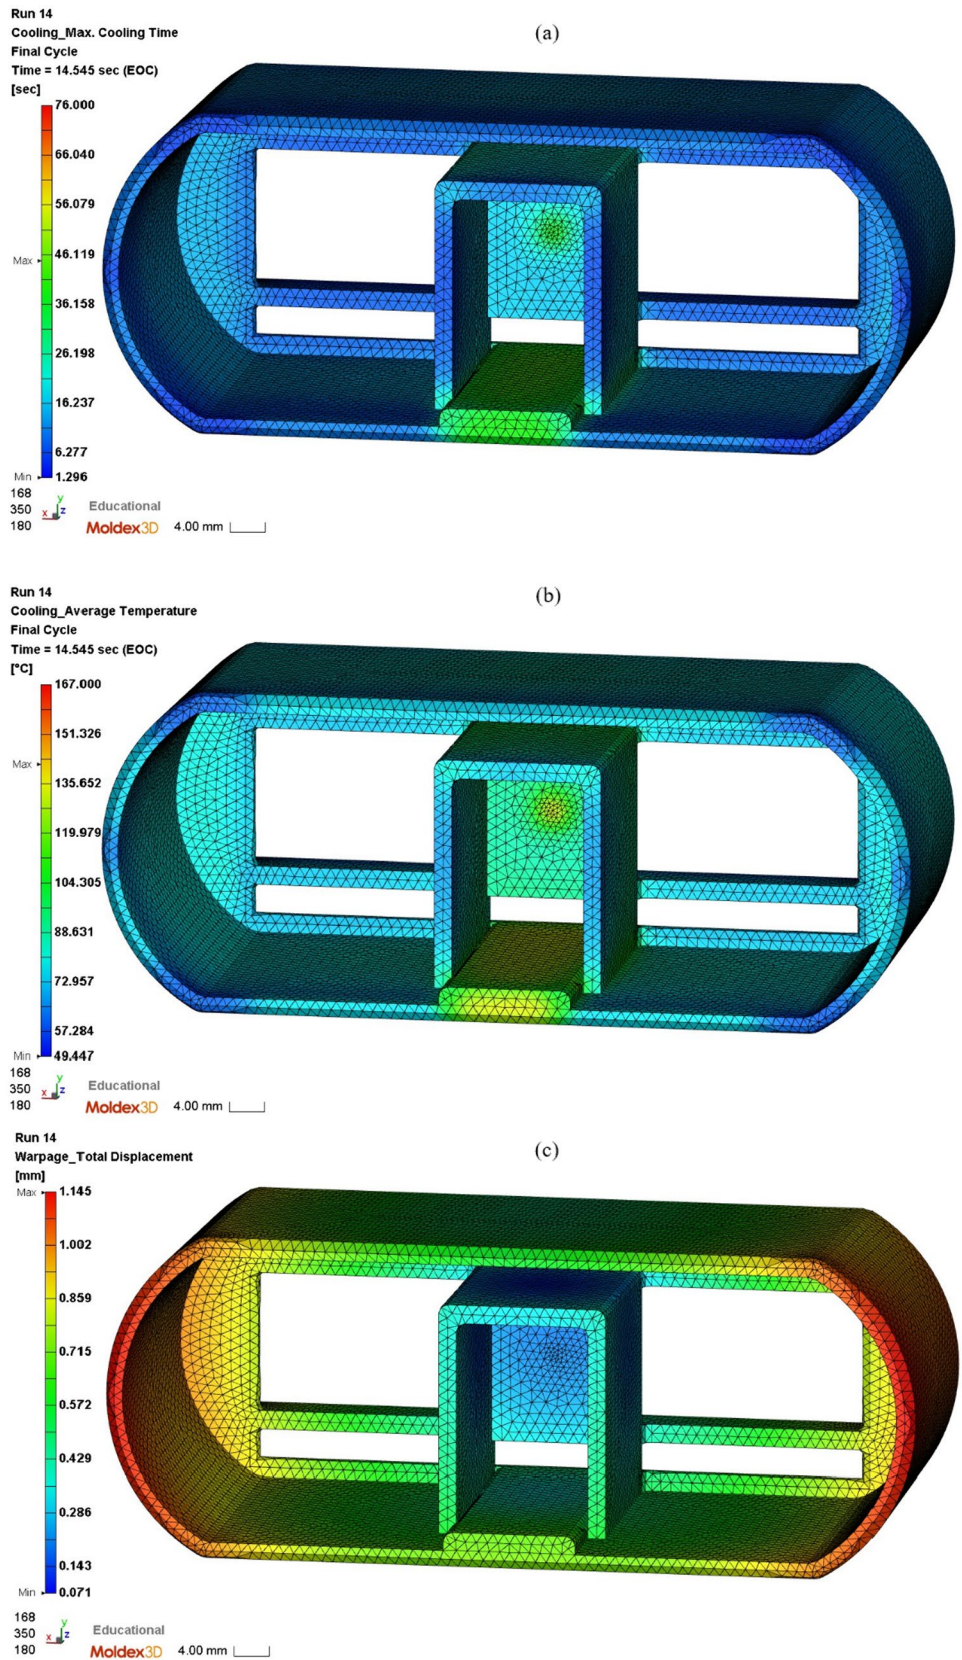 Run 14
Cooling_Max. Cooling Time
Final Cycle
Time = 14.545 sec (EOC)
[sec]
(a)
76.000
66.040
56.079
Max
46.119
36.158
26.198
16.237
6.277
Min
1.296
168
350
180
y
x
z
Educational
Moldex3D
4.00 mm
Run 14
Cooling_Average Temperature
Final Cycle
Time = 14.545 sec (EOC)
[°C]
(b)
167.000
151.326
Max
135.652
119.979
104.305
88.631
72.957
57.284
Min
49.447
168
350
180
y
x
z
Educational
Moldex3D
4.00 mm
Run 14
Warpage_Total Displacement
[mm]
(c)
Max
1.145
1.002
0.859
0.715
0.572
0.429
0.286
0.143
Min
0.071
168
350
180
y
x
z
Educational
Moldex3D
4.00 mm